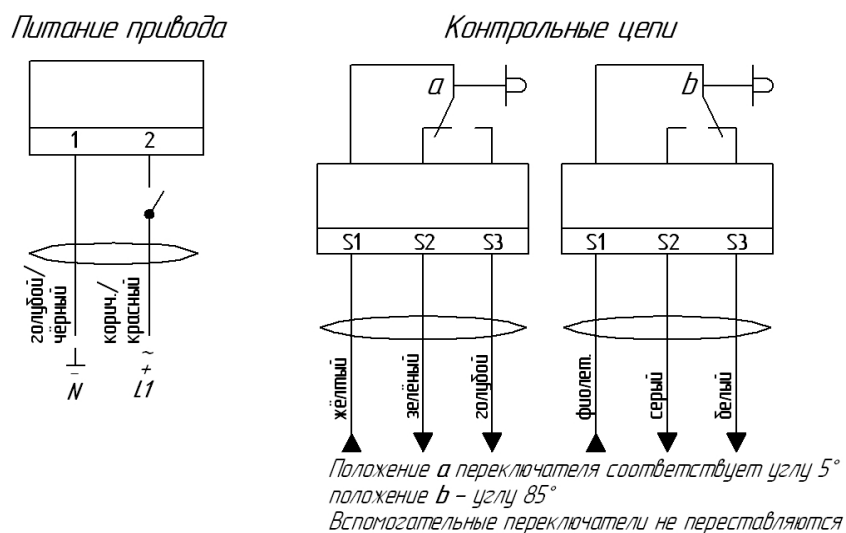 Питание привода
Контрольные цепи
1 2
голубой/
чёрный
корич./
красный
~
– +
N L1
a
S1 S2 S3
жёлтый
зелёный
голубой
b
S1 S2 S3
фиолет.
серый
белый
Положение a переключателя соответствует углу 5°
положение b – углу 85°
Вспомогательные переключатели не переставляются